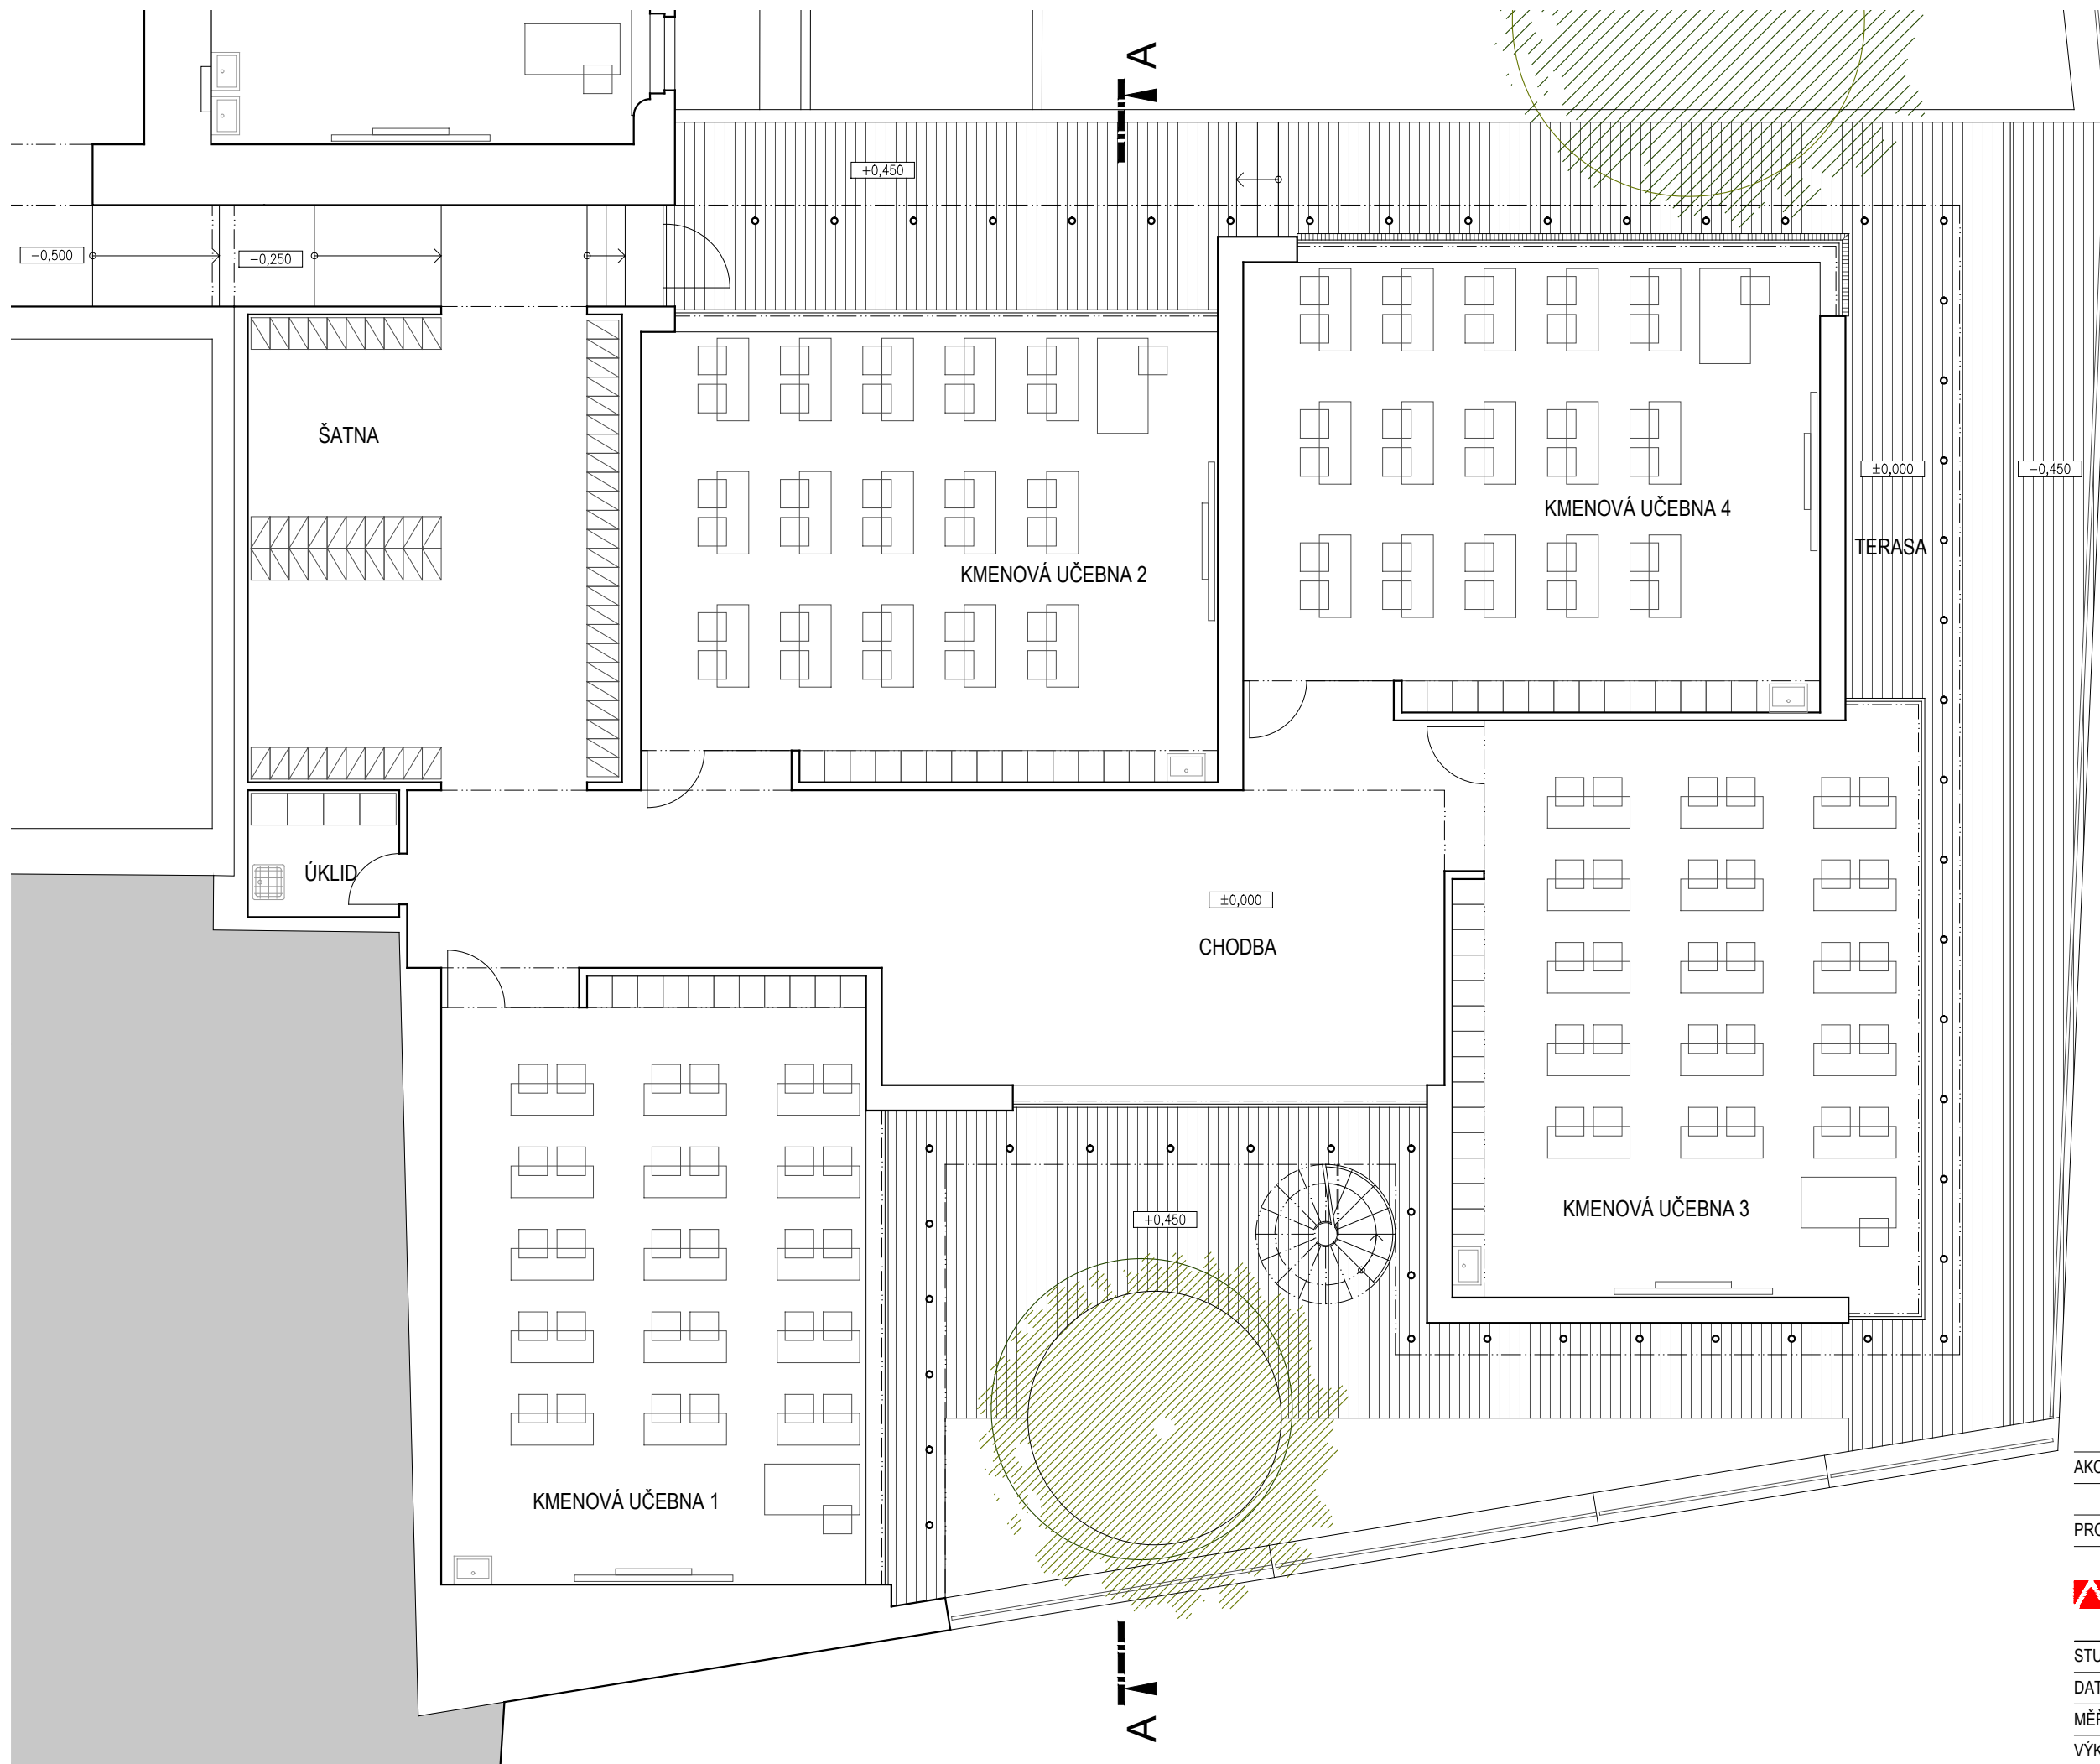 A
+0,450
−0,500
−0,250
ŠATNA
±0,000
−0,450
KMENOVÁ UČEBNA 4
TERASA
KMENOVÁ UČEBNA 2
ÚKLID
±0,000
CHODBA
KMENOVÁ UČEBNA 3
+0,450
KMENOVÁ UČEBNA 1
A